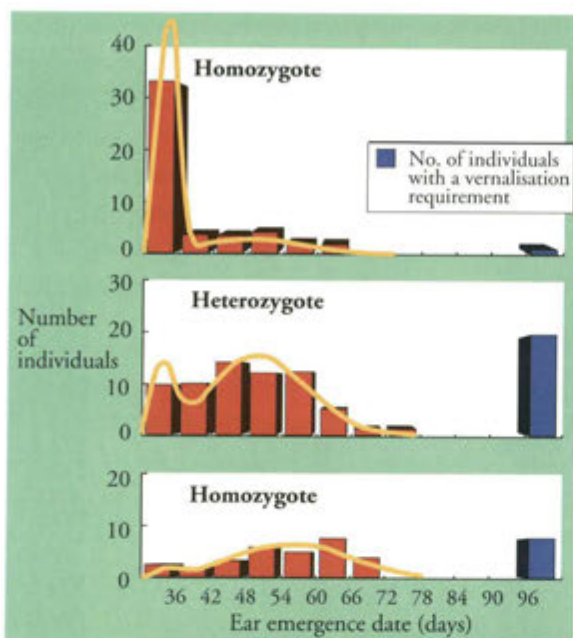 40
Homozygote
30
No. of individuals
with a vernalisation
requirement
20
10
0
30
Heterozygote
Number
of
individuals
20
10
0
20
Homozygote
10
0
36 42 48 54 60 66 72 78 84 90 96
Ear emergence date (days)